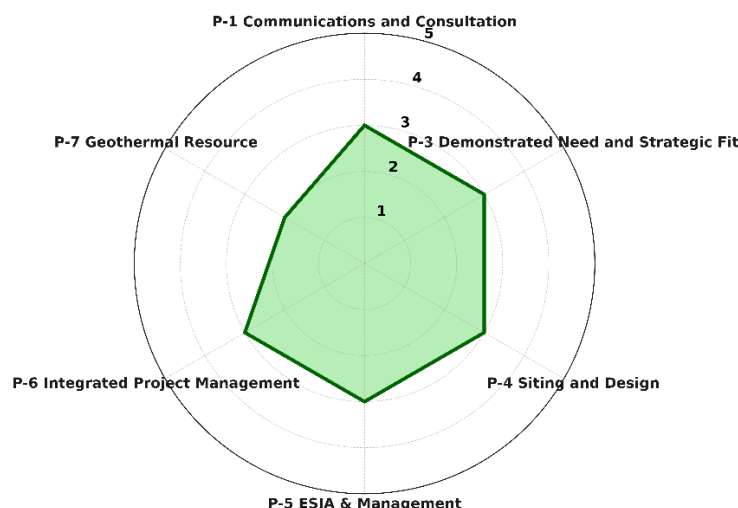 P-1 Communications and Consultation
5
4
3
P-7 Geothermal Resource
P-3 Demonstrated Need and Strategic Fit
2
1
P-6 Integrated Project Management
P-4 Siting and Design
P-5 ESIA & Management